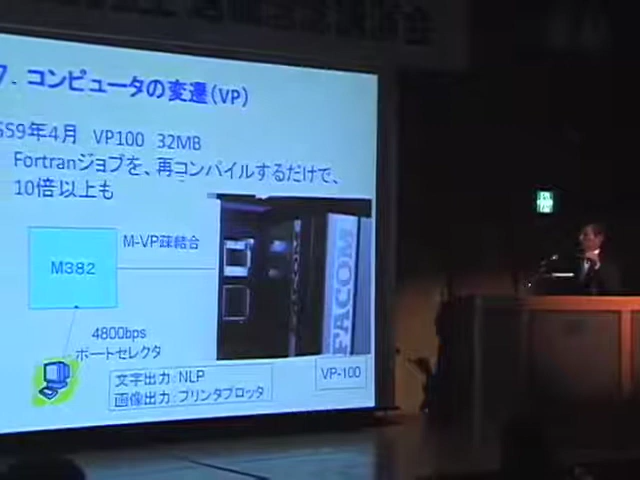 7. コンピュータの変遷(VP)
S59年4月 VP100 32MB
Fortranジョブを、再コンパイルするだけで、
10倍以上も
M-VP疎結合
M382
FACOM
4800bps
ポートセレクタ
文字出力:NLP
画像出力:プリンタプロッタ
VP-100